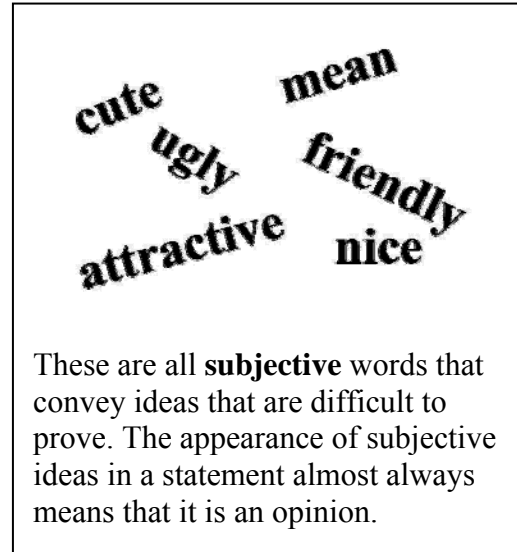 cute
mean
ugly
friendly
attractive
nice
These are all subjective words that
convey ideas that are difficult to
prove. The appearance of subjective
ideas in a statement almost always
means that it is an opinion.